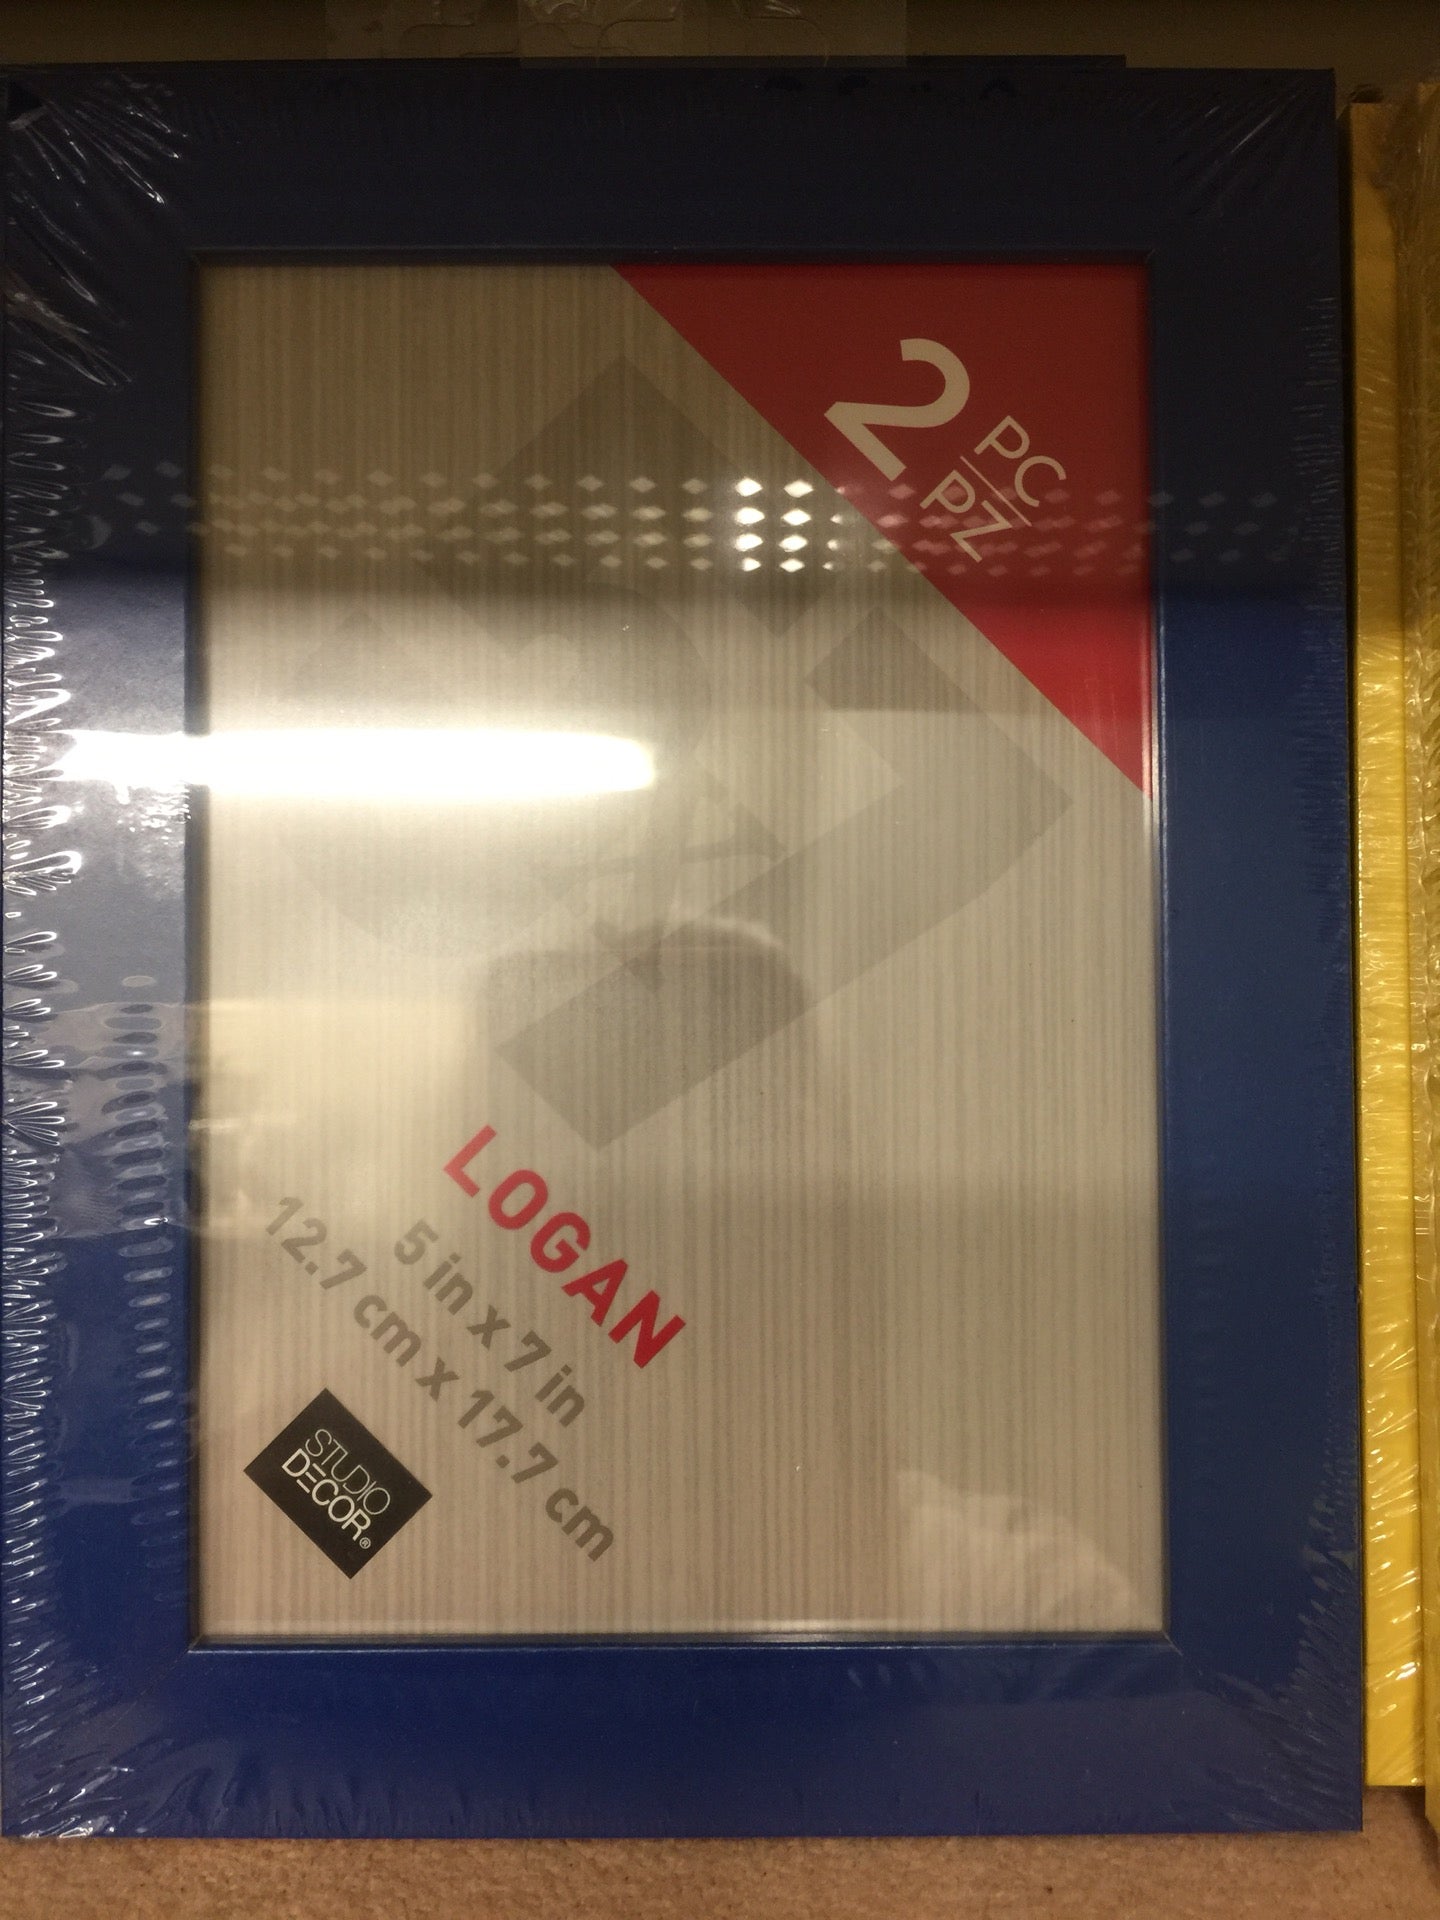 2 PC
PZ
LOGAN
5 in x 7 in
12.7 cm x 17.7 cm
STUDIO
DECOR®